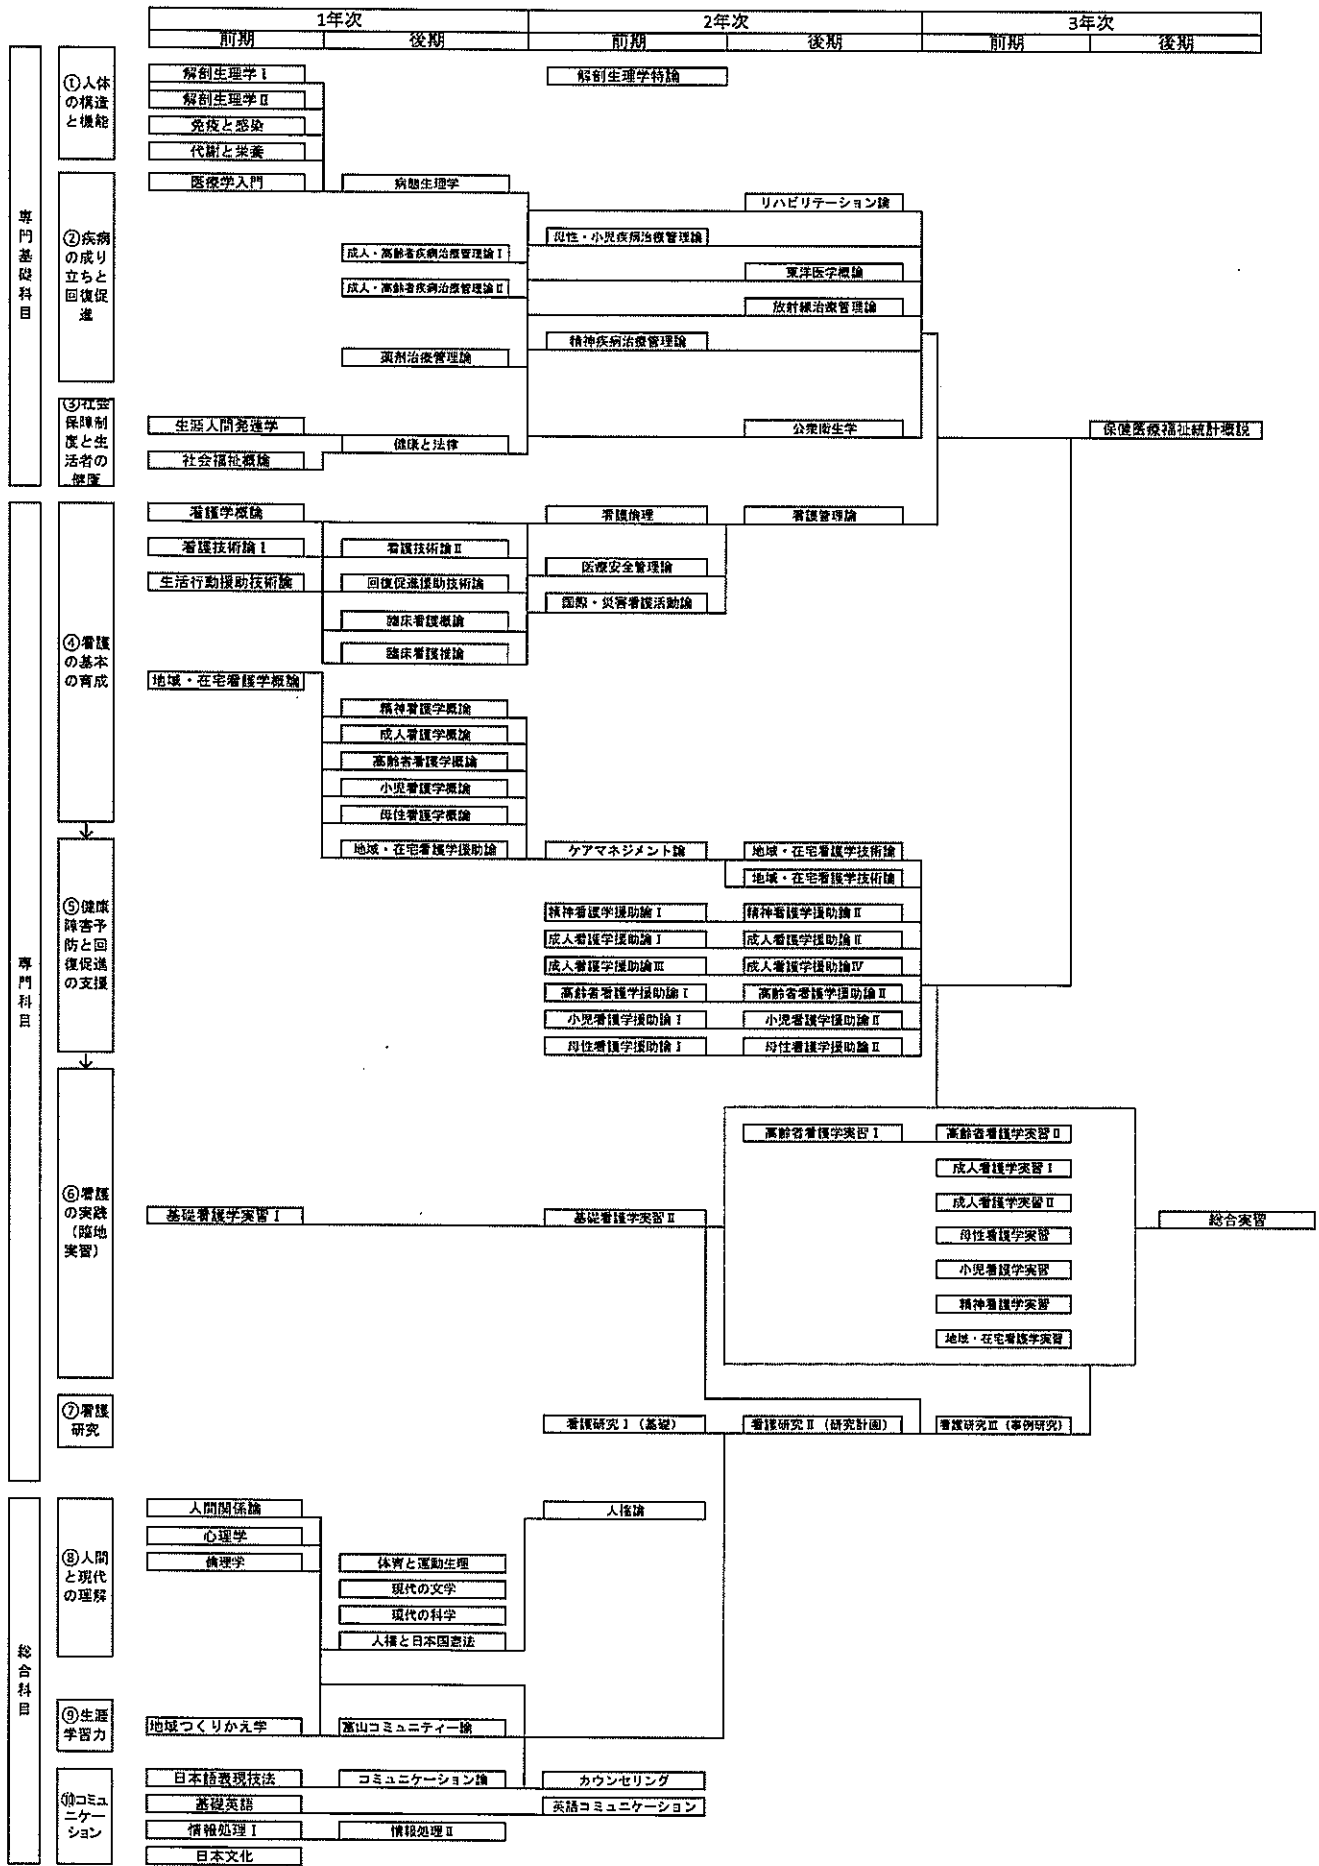 1年次
2年次
3年次
前期
後期
前期
後期
前期
後期
専門基礎科目
①人体
の構造
と機能
解剖生理学Ⅰ
解剖生理学特論
解剖生理学Ⅱ
免疫と感染
代謝と栄養
②疾病
の成り
立ちと
回復促
進
医療学入門
病態生理学
リハビリテーション論
母性・小児疾病治療管理論
成人・高齢者疾病治療管理論Ⅰ
東洋医学概論
成人・高齢者疾病治療管理論Ⅱ
放射線治療管理論
精神疾病治療管理論
薬剤治療管理論
③社会
保障制
度と生
活者の
健康
生涯人間発達学
公衆衛生学
保健医療福祉統計概説
健康と法律
社会福祉概論
専門科目
④看護
の基本
の育成
看護学概論
看護倫理
看護管理論
看護技術論Ⅰ
看護技術論Ⅱ
医療安全管理論
生活行動援助技術論
回復促進援助技術論
国際・災害看護活動論
臨床看護概論
臨床看護推論
地域・在宅看護学概論
精神看護学概論
成人看護学概論
高齢者看護学概論
小児看護学概論
母性看護学概論
↓
⑤健康
障害予
防と回
復促進
の支援
地域・在宅看護学援助論
ケアマネジメント論
地域・在宅看護学技術論
地域・在宅看護学技術論
精神看護学援助論Ⅰ
精神看護学援助論Ⅱ
成人看護学援助論Ⅰ
成人看護学援助論Ⅱ
成人看護学援助論Ⅲ
成人看護学援助論Ⅳ
高齢者看護学援助論Ⅰ
高齢者看護学援助論Ⅱ
小児看護学援助論Ⅰ
小児看護学援助論Ⅱ
母性看護学援助論Ⅰ
母性看護学援助論Ⅱ
↓
⑥看護
の実践
（臨地
実習）
高齢者看護学実習Ⅰ
高齢者看護学実習Ⅱ
成人看護学実習Ⅰ
成人看護学実習Ⅱ
基礎看護学実習Ⅰ
基礎看護学実習Ⅱ
総合実習
母性看護学実習
小児看護学実習
精神看護学実習
地域・在宅看護学実習
⑦看護
研究
看護研究Ⅰ（基礎）
看護研究Ⅱ（研究計画）
看護研究Ⅲ（事例研究）
総合科目
⑧人間
と現代
の理解
人間関係論
人権論
心理学
倫理学
体育と運動生理
現代の文学
現代の科学
人権と日本国憲法
⑨生涯
学習力
地域つくりかえ学
富山コミュニティー論
⑩コミュ
ニケー
ション
日本語表現技法
コミュニケーション論
カウンセリング
基礎英語
英語コミュニケーション
情報処理Ⅰ
情報処理Ⅱ
日本文化